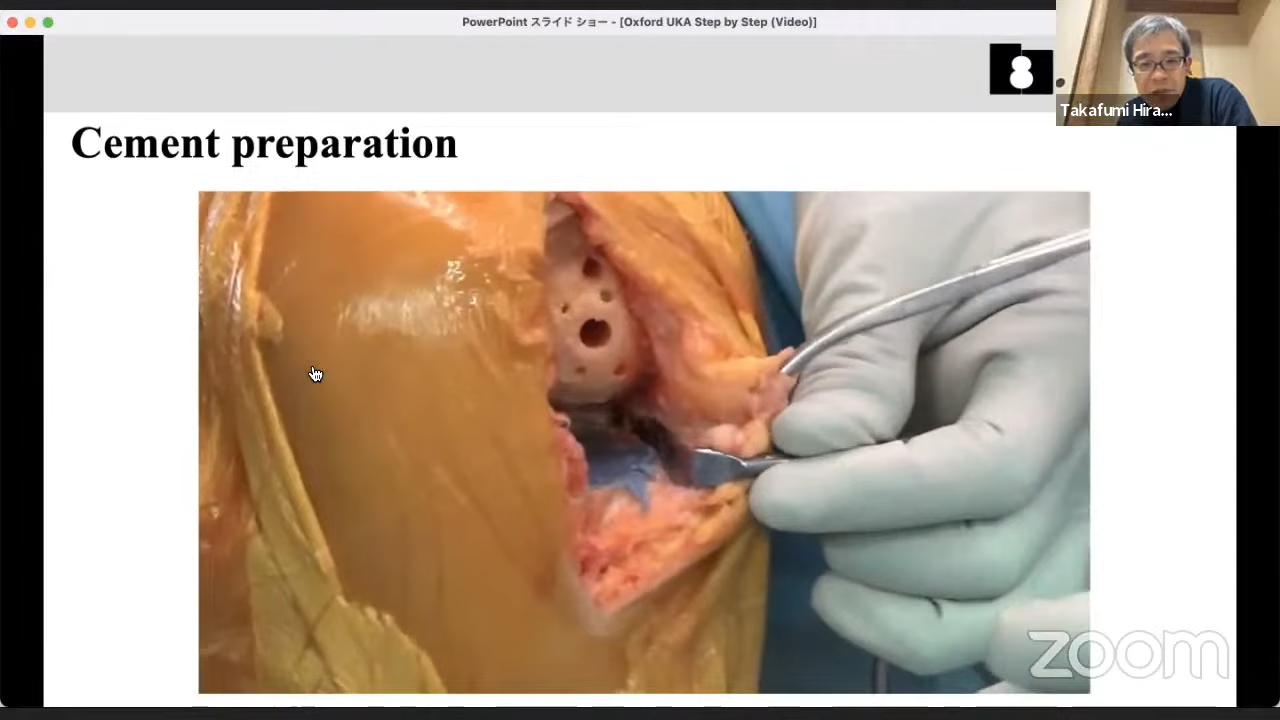 PowerPoint スライド ショー - [Oxford UKA Step by Step (Video)]
Takafumi Hira...
Cement preparation
zoom